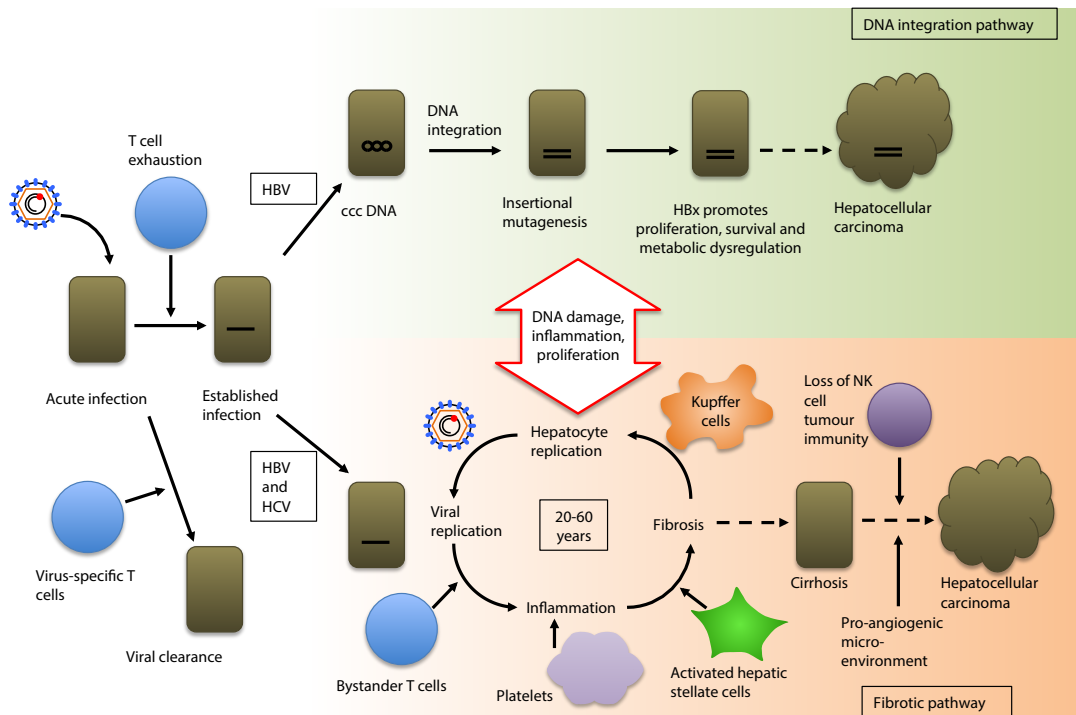 DNA integration pathway
DNA
integration
T cell
exhaustion
HBV
ccc DNA
Insertional
mutagenesis
HBx promotes
proliferation, survival and
metabolic dysregulation
Hepatocellular
carcinoma
DNA damage,
inflammation,
proliferation
Acute infection
Established
infection
Kupffer
cells
Loss of NK
cell
tumour
immunity
Hepatocyte
replication
HBV
and
HCV
Viral
replication
20-60
years
Fibrosis
Virus-specific T
cells
Cirrhosis
Hepatocellular
carcinoma
Inflammation
Viral clearance
Pro-angiogenic
micro-
environment
Bystander T cells
Platelets
Activated hepatic
stellate cells
Fibrotic pathway